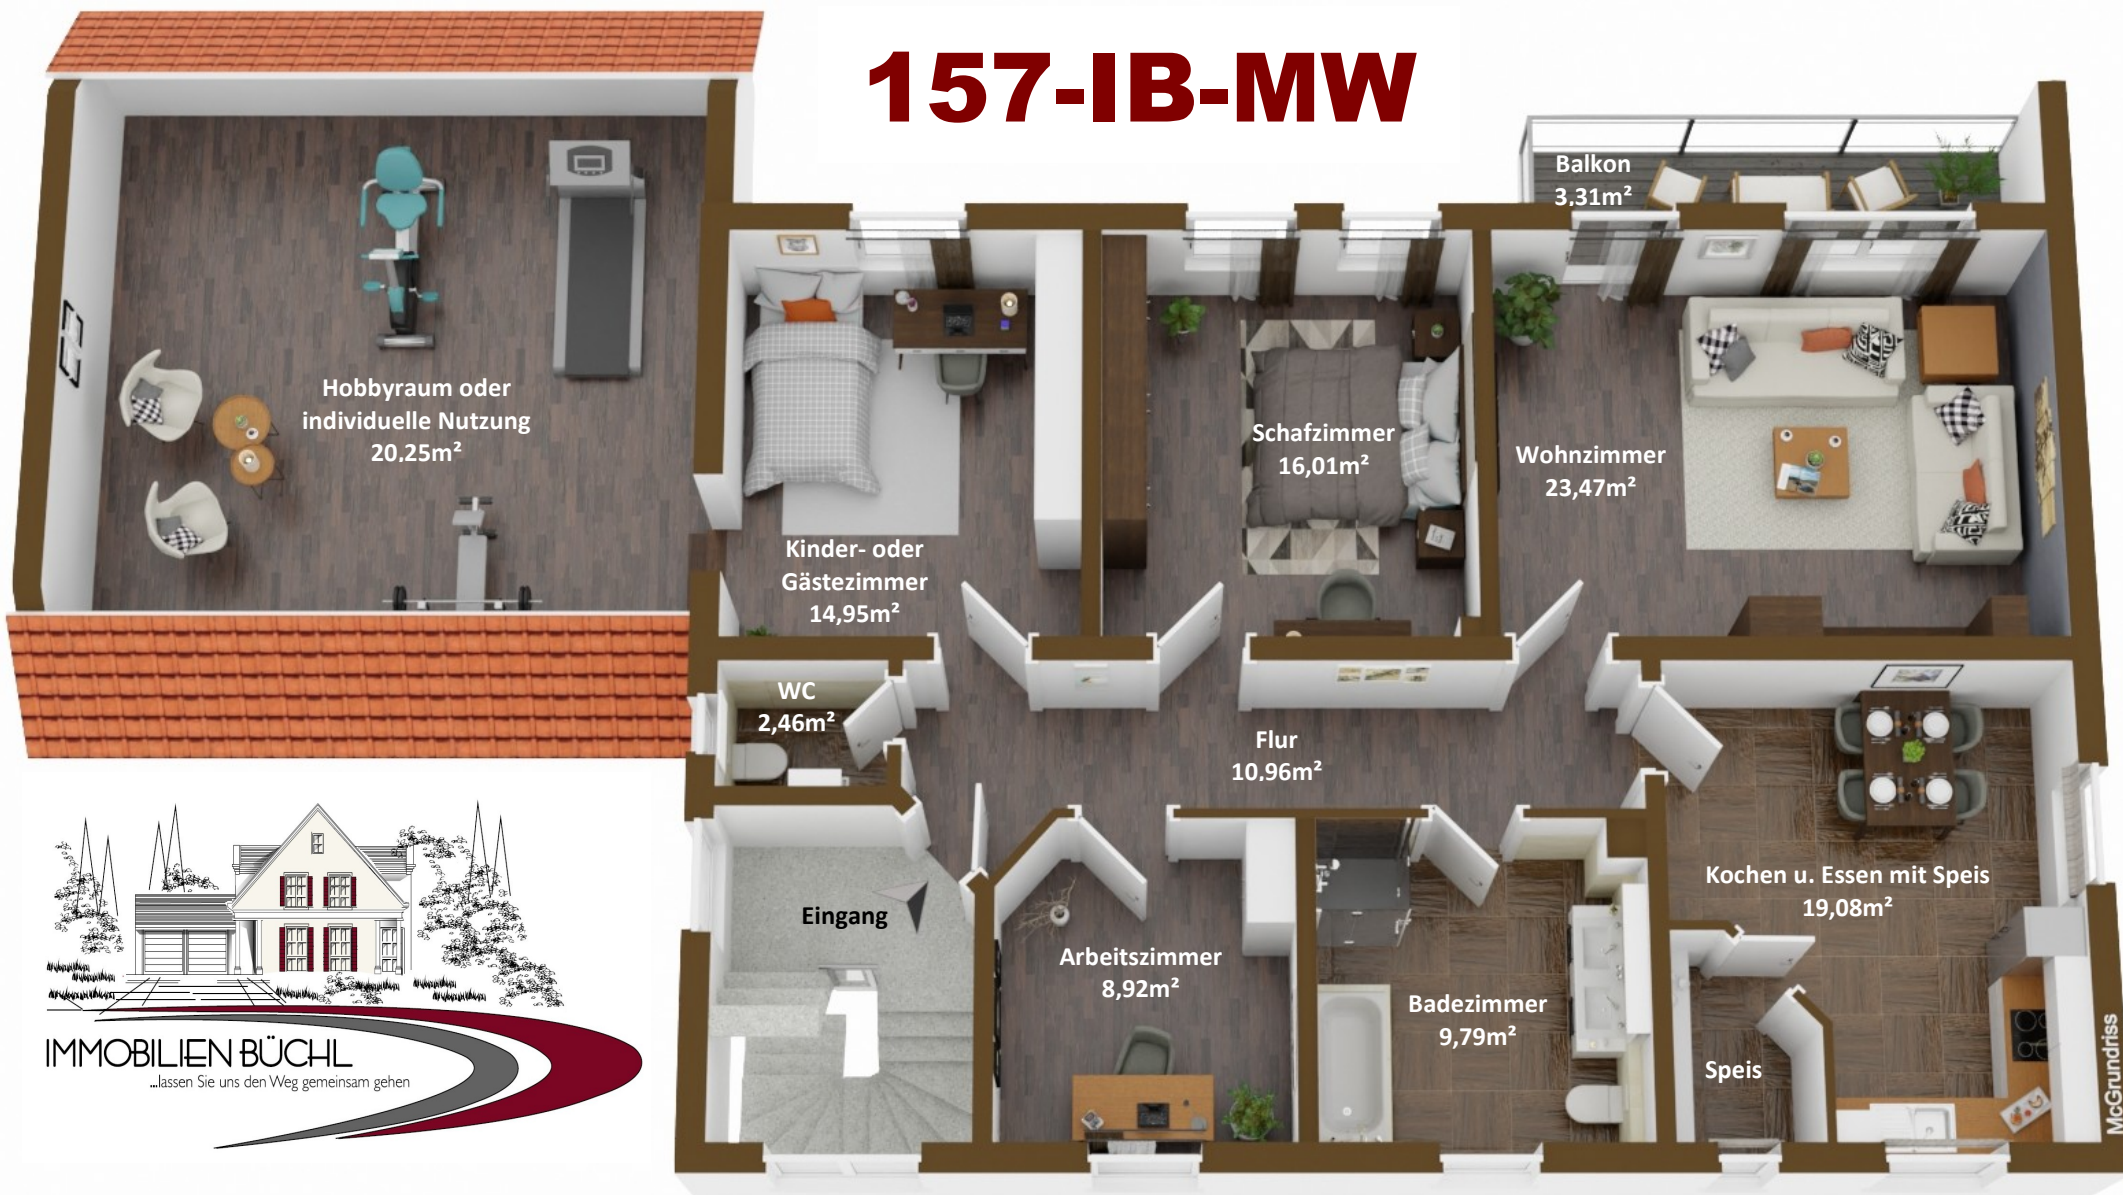 157-IB-MW
Balkon
3,31m²
Hobbyraum oder
individuelle Nutzung
20,25m²
Schafzimmer
16,01m²
Wohnzimmer
23,47m²
Kinder- oder
Gästezimmer
14,95m²
WC
2,46m²
Flur
10,96m²
Kochen u. Essen mit Speis
19,08m²
Eingang
Arbeitszimmer
8,92m²
Badezimmer
9,79m²
Speis
IMMOBILIEN BÜCHL
...lassen Sie uns den Weg gemeinsam gehen
McGrundriss